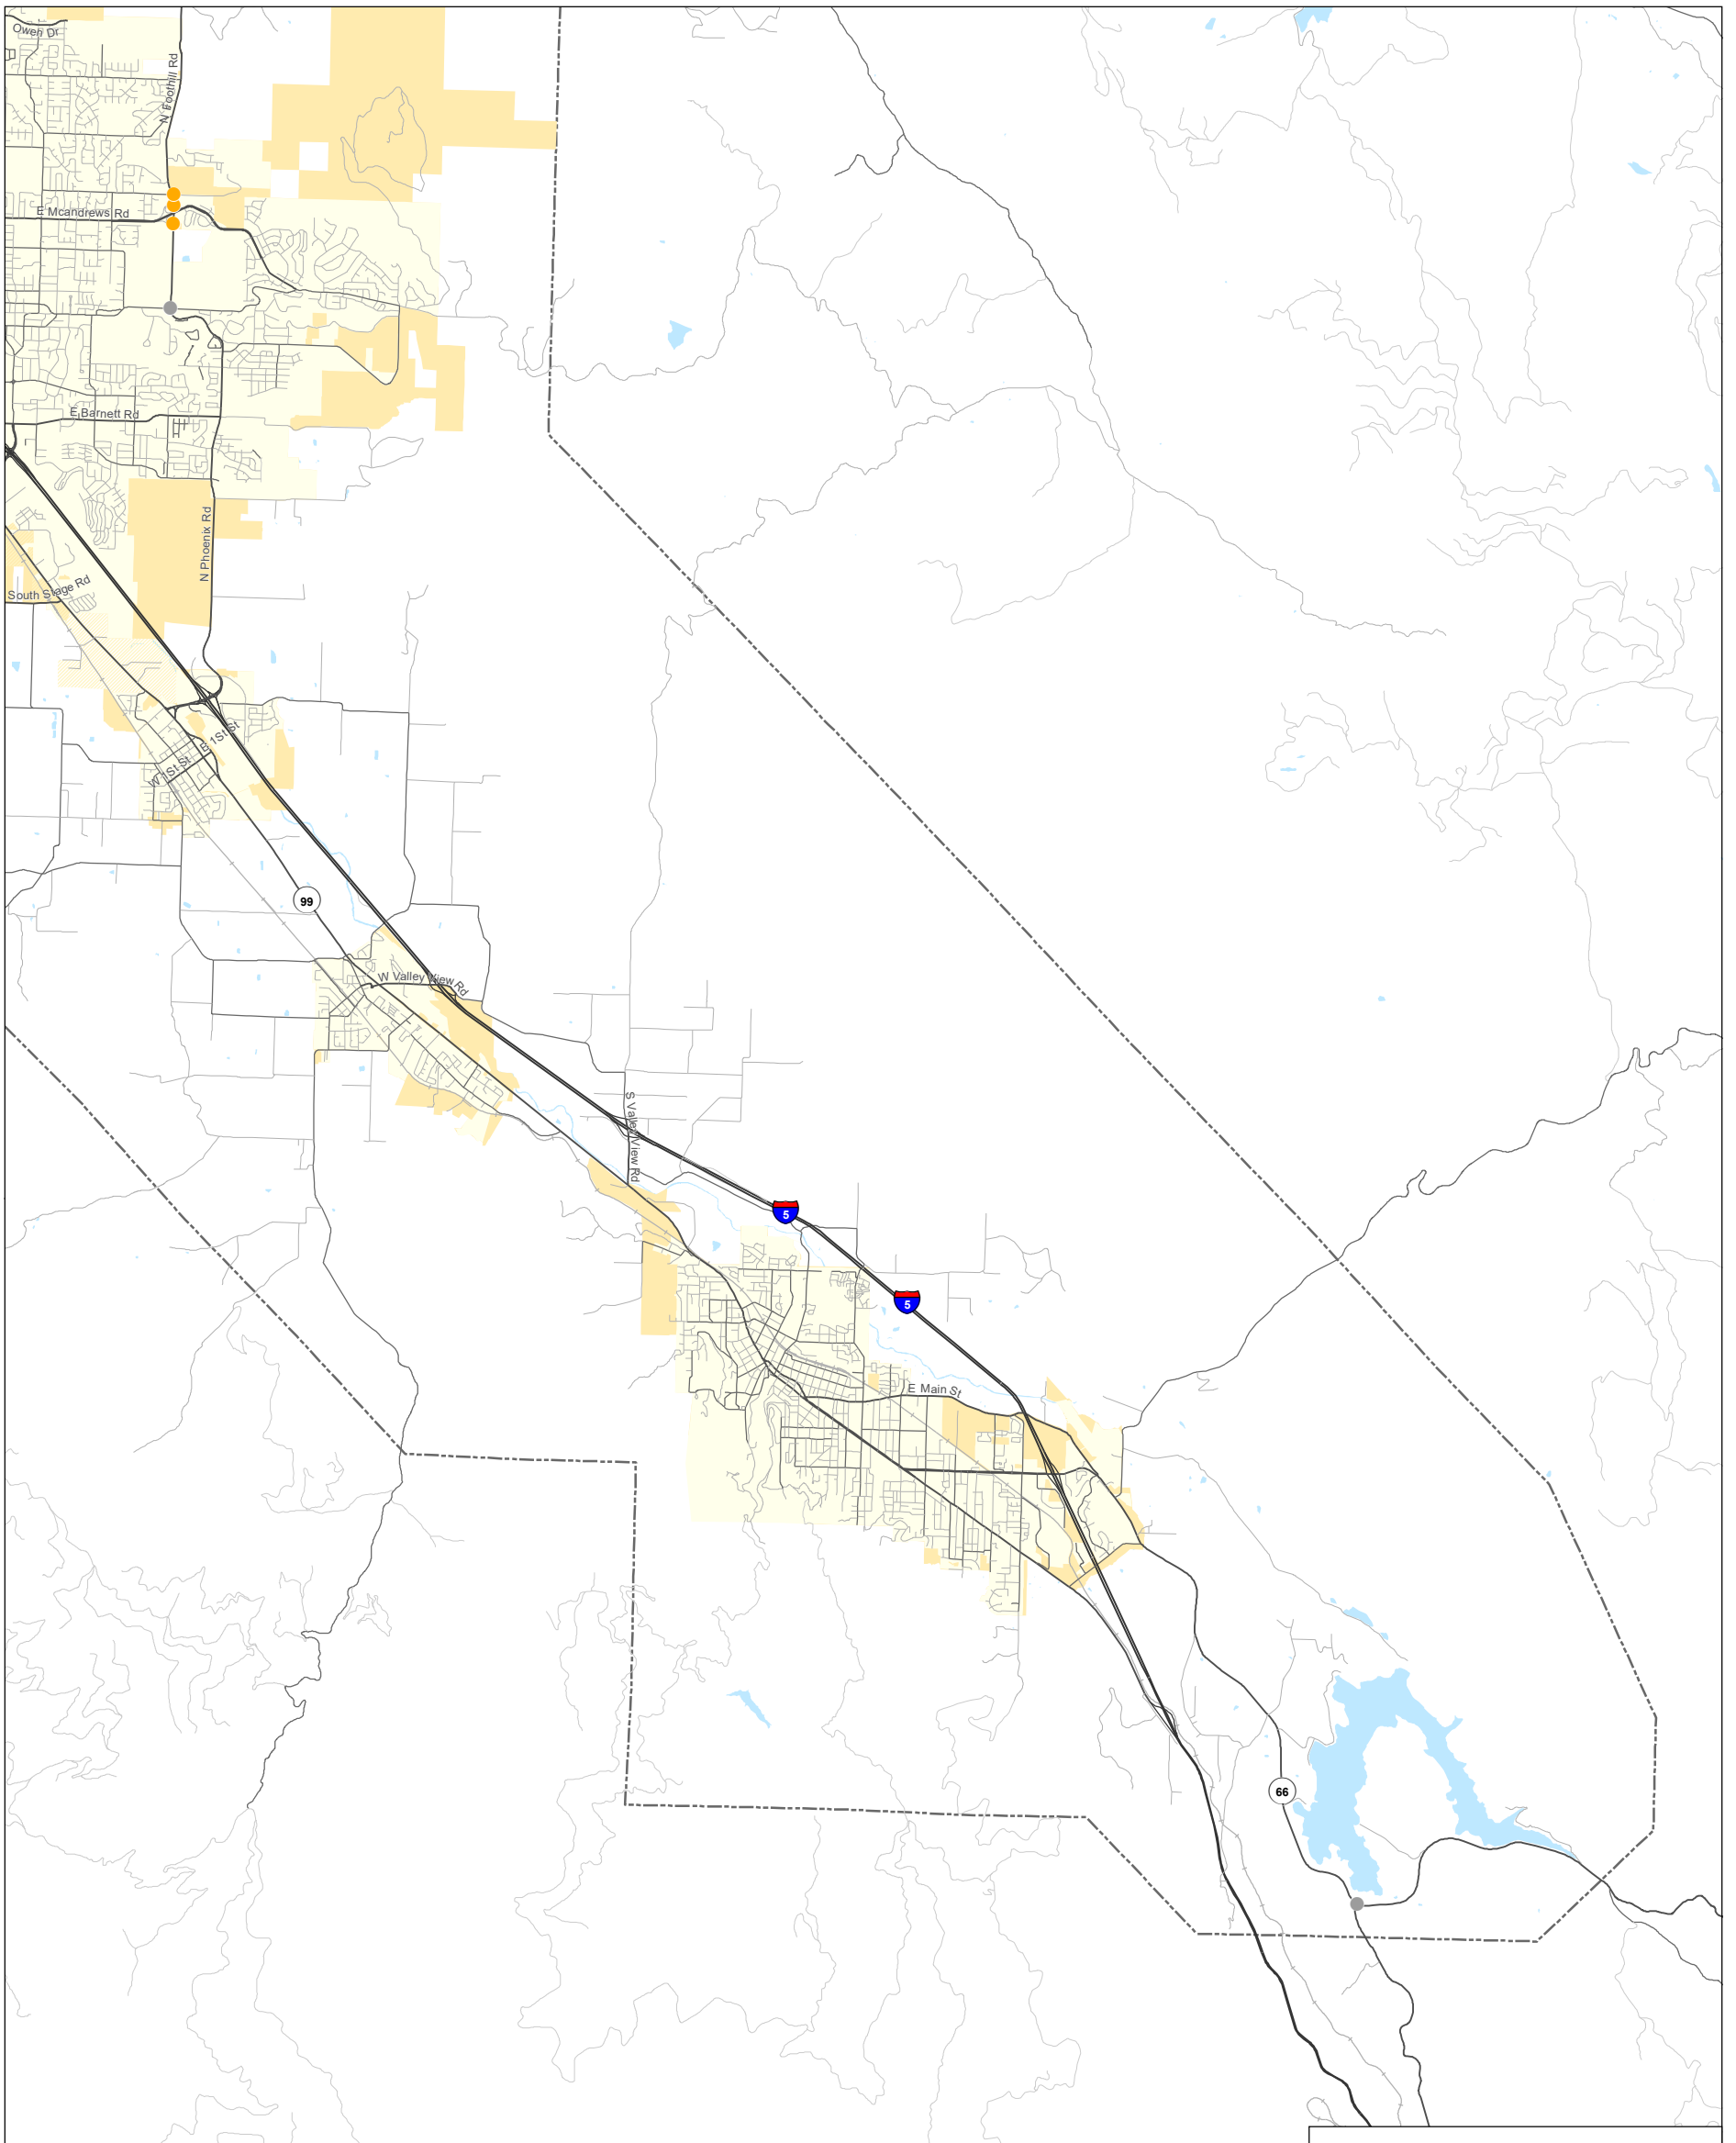 Owen Dr
N Foothill Rd
E Mcandrews Rd
E Barnett Rd
N Phoenix Rd
South Stage Rd
E 1St St
W 1St St
99
W Valley View Rd
S Valley View Rd
5
5
E Main St
66